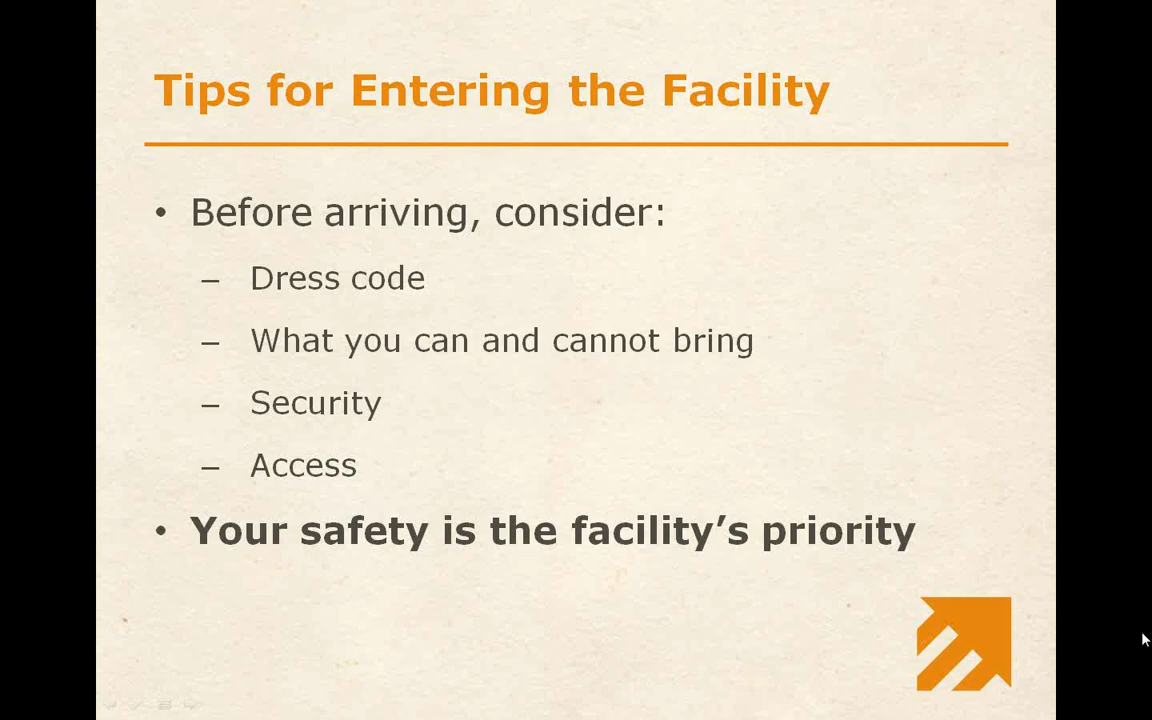 Tips for Entering the Facility
• Before arriving, consider:
– Dress code
– What you can and cannot bring
– Security
– Access
• Your safety is the facility’s priority